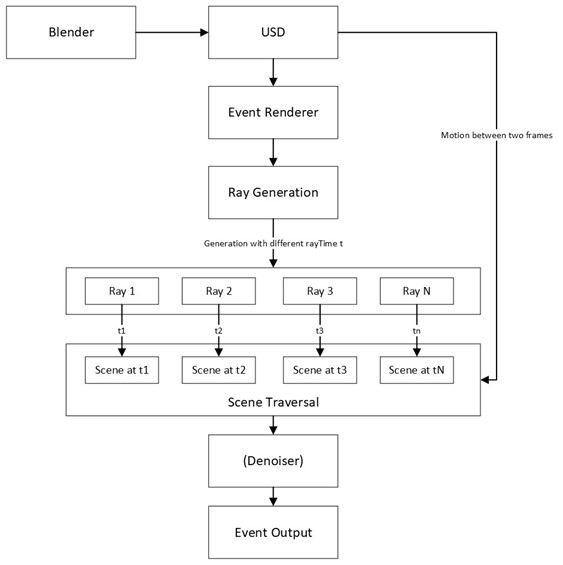 Blender
USD
Event Renderer
Motion between two frames
Ray Generation
Generation with different rayTime t
Ray 1
Ray 2
Ray 3
Ray N
t1
t2
t3
tn
Scene at t1
Scene at t2
Scene at t3
Scene at tN
Scene Traversal
(Denoiser)
Event Output